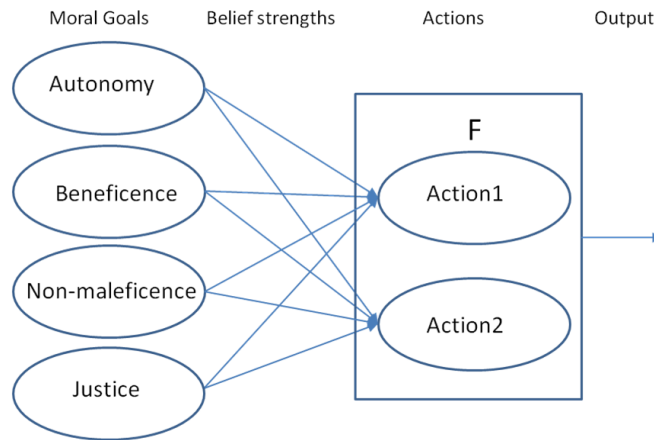 Moral Goals Belief strengths Actions Output
Autonomy
F
Beneficence
Action1
Non-maleficence
Action2
Justice